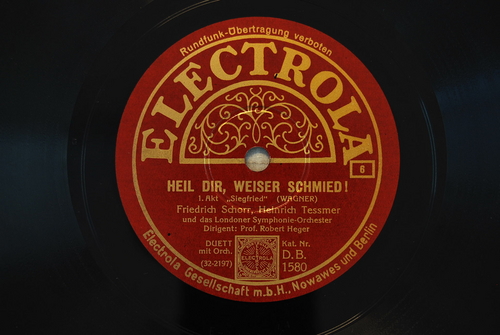 Rundfunk-Übertragung verboten
ELECTROLA
6
HEIL DIR, WEISER SCHMIED!
I. Akt „Siegfried" (WAGNER)
Friedrich Schorr, Heinrich Tessmer
und das Londoner Symphonie-Orchester
Dirigent: Prof. Robert Heger
DUETT
mit Orch.
(32-2197)
ELECTROLA
Kat. Nr.
D.B.
1580
Electrola Gesellschaft m.b.H., Nowawes und Berlin